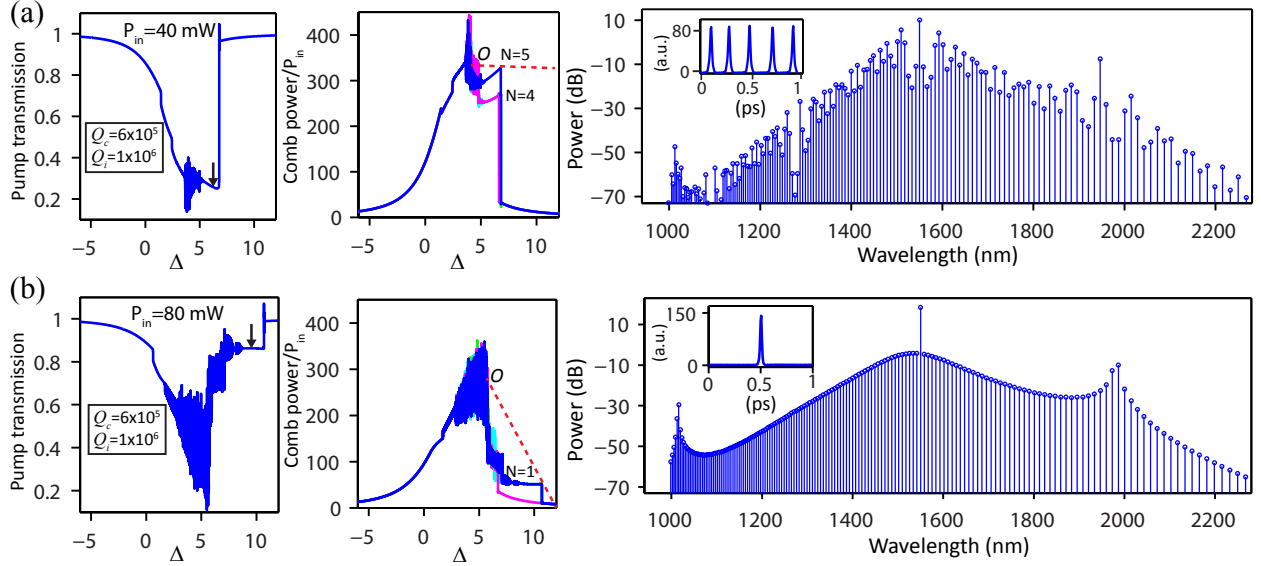 (a)
P_in=40 mW
Q_c=6x10^5
Q_i=1x10^6
Pump transmission
1
0.8
0.6
0.4
0.2
−5 0 5 10
Δ
Comb power/P_in
400
300
200
100
0
O
N=5
N=4
−5 0 5 10
Δ
Power (dB)
10
−10
−30
−50
−70
(a.u.)
80
0
0 0.5 1
(ps)
1000 1200 1400 1600 1800 2000 2200
Wavelength (nm)
(b)
P_in=80 mW
Q_c=6x10^5
Q_i=1x10^6
Pump transmission
1
0.8
0.6
0.4
0.2
−5 0 5 10
Δ
Comb power/P_in
400
300
200
100
0
O
N=1
−5 0 5 10
Δ
Power (dB)
10
−10
−30
−50
−70
(a.u.)
150
0
0 0.5 1
(ps)
1000 1200 1400 1600 1800 2000 2200
Wavelength (nm)